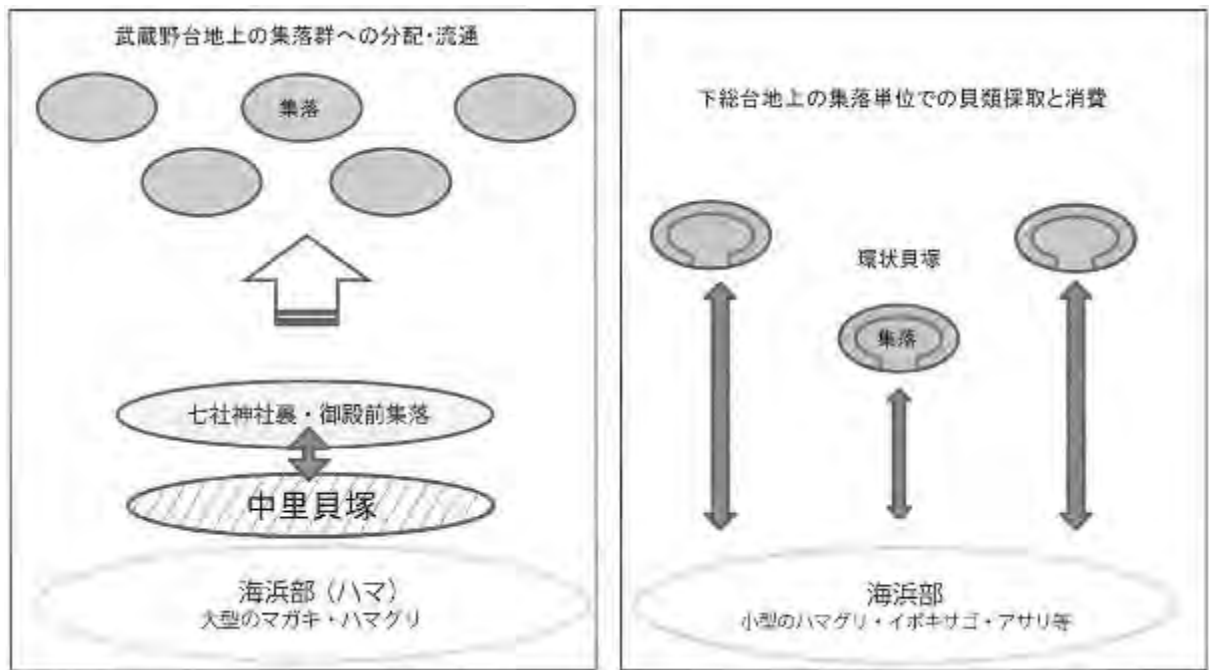 武蔵野台地上の集落群への分配・流通
集落
七社神社裏・御殿前集落
中里貝塚
海浜部（ハマ）
大型のマガキ・ハマグリ
下総台地上の集落単位での貝類採取と消費
環状貝塚
集落
海浜部
小型のハマグリ・イボキサゴ・アサリ等